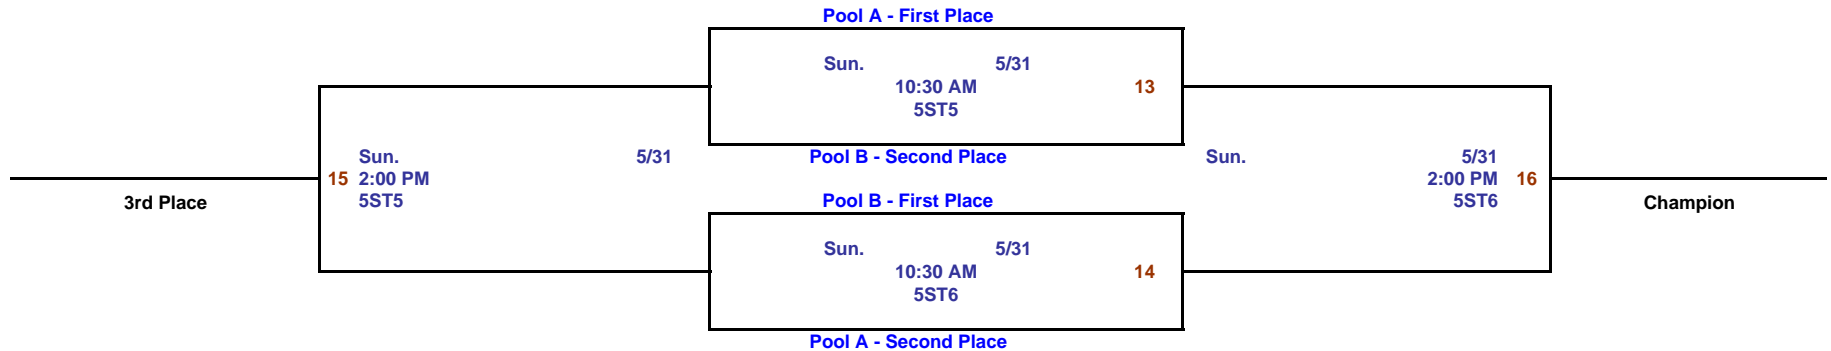 Pool A - First Place
Sun. 5/31
10:30 AM 13
5ST5
Pool B - Second Place
Sun. 5/31
15 2:00 PM
5ST5
3rd Place
Sun. 5/31
2:00 PM 16
5ST6
Champion
Pool B - First Place
Sun. 5/31
10:30 AM 14
5ST6
Pool A - Second Place